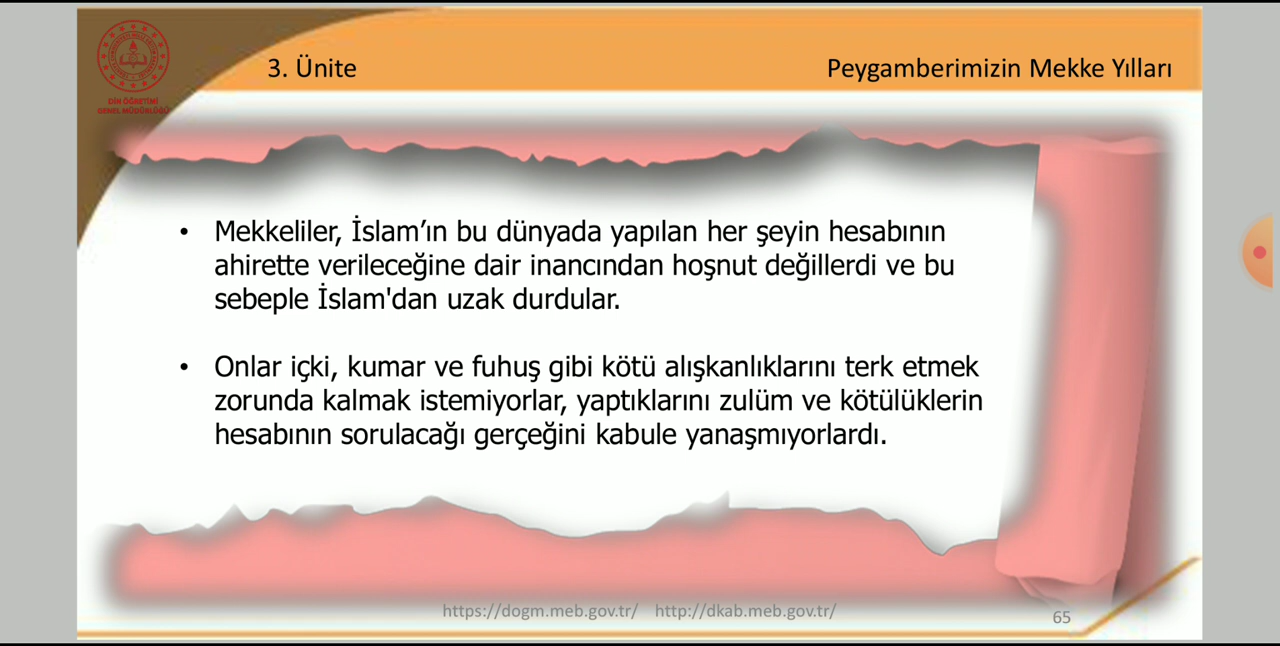 DİN ÖĞRETİMİ
GENEL MÜDÜRLÜĞÜ
3. Ünite
Peygamberimizin Mekke Yılları
• Mekkeliler, İslam’ın bu dünyada yapılan her şeyin hesabının
ahirette verileceğine dair inancından hoşnut değillerdi ve bu
sebeple İslam'dan uzak durdular.
• Onlar içki, kumar ve fuhuş gibi kötü alışkanlıklarını terk etmek
zorunda kalmak istemiyorlar, yaptıklarını zulüm ve kötülüklerin
hesabının sorulacağı gerçeğini kabule yanaşmıyorlardı.
https://dogm.meb.gov.tr/ http://dkab.meb.gov.tr/
65